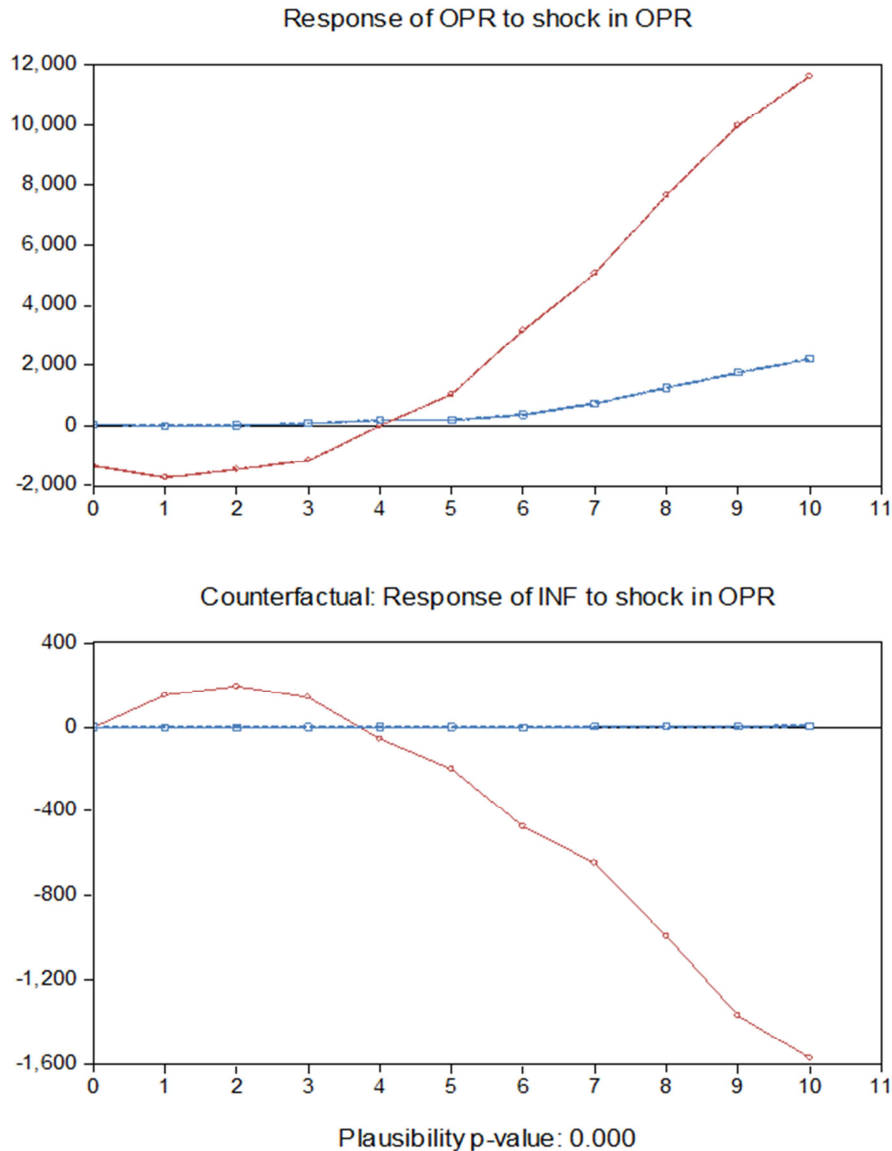 Response of OPR to shock in OPR
12,000
10,000
8,000
6,000
4,000
2,000
0
-2,000
0 1 2 3 4 5 6 7 8 9 10 11
Counterfactual: Response of INF to shock in OPR
400
0
-400
-800
-1,200
-1,600
0 1 2 3 4 5 6 7 8 9 10 11
Plausibility p-value: 0.000